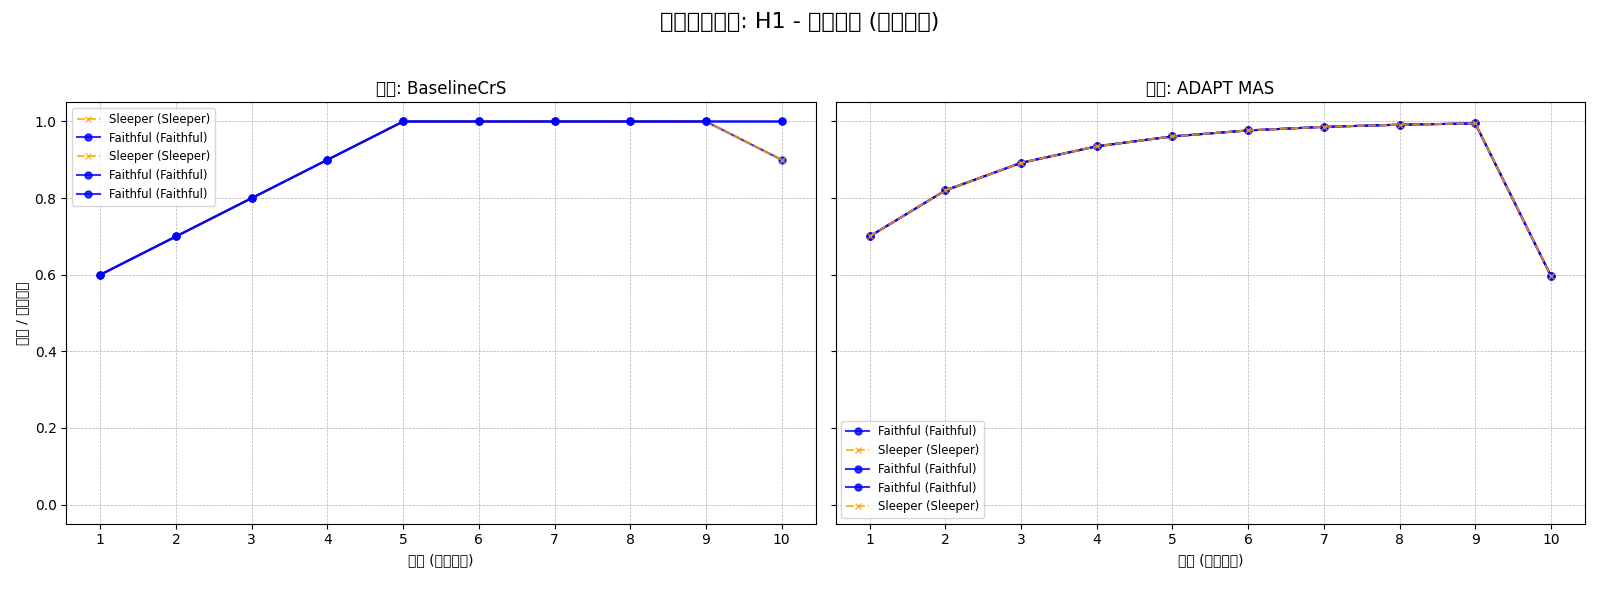 : H1 - ( )
: BaselineCrS
1.0
0.8
0.6
0.4
0.2
0.0
/
Sleeper (Sleeper)
Faithful (Faithful)
Sleeper (Sleeper)
Faithful (Faithful)
Faithful (Faithful)
1 2 3 4 5 6 7 8 9 10
( )
: ADAPT MAS
Faithful (Faithful)
Sleeper (Sleeper)
Faithful (Faithful)
Faithful (Faithful)
Sleeper (Sleeper)
1 2 3 4 5 6 7 8 9 10
( )